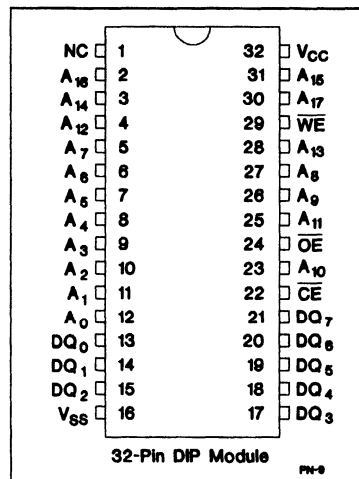 NC 1 32 VCC
A16 2 31 A15
A14 3 30 A17
A12 4 29 W̅E̅
A7 5 28 A13
A6 6 27 A8
A5 7 26 A9
A4 8 25 A11
A3 9 24 O̅E̅
A2 10 23 A10
A1 11 22 C̅E̅
A0 12 21 DQ7
DQ0 13 20 DQ6
DQ1 14 19 DQ5
DQ2 15 18 DQ4
VSS 16 17 DQ3
32-Pin DIP Module
PN-9